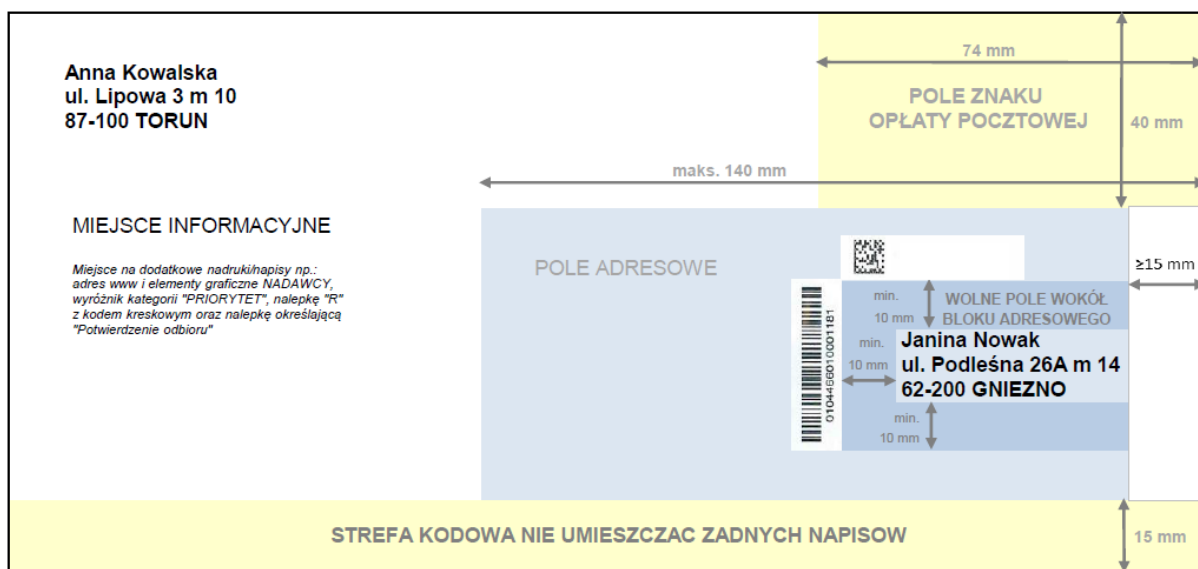 Anna Kowalska
ul. Lipowa 3 m 10
87-100 TORUN
74 mm
POLE ZNAKU
OPŁATY POCZTOWEJ
40 mm
maks. 140 mm
MIEJSCE INFORMACYJNE
Miejsce na dodatkowe nadruki/napisy np.:
adres www i elementy graficzne NADAWCY,
wyróżnik kategorii "PRIORYTET", nalepkę "R"
z kodem kreskowym oraz nalepkę określającą
"Potwierdzenie odbioru"
POLE ADRESOWE
≥15 mm
min.
10 mm
WOLNE POLE WOKÓŁ
BLOKU ADRESOWEGO
0104466010001181
min.
10 mm
Janina Nowak
ul. Podleśna 26A m 14
62-200 GNIEZNO
min.
10 mm
STREFA KODOWA NIE UMIESZCZAC ZADNYCH NAPISOW
15 mm